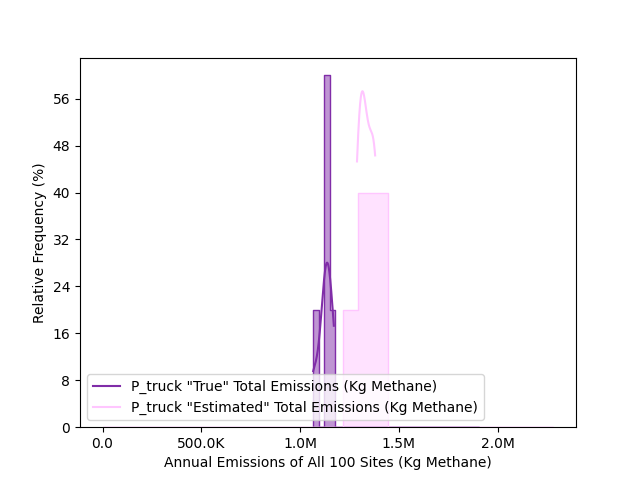 56
48
40
32
24
16
8
0
Relative Frequency (%)
P_truck "True" Total Emissions (Kg Methane)
P_truck "Estimated" Total Emissions (Kg Methane)
0.0 500.0K 1.0M 1.5M 2.0M
Annual Emissions of All 100 Sites (Kg Methane)